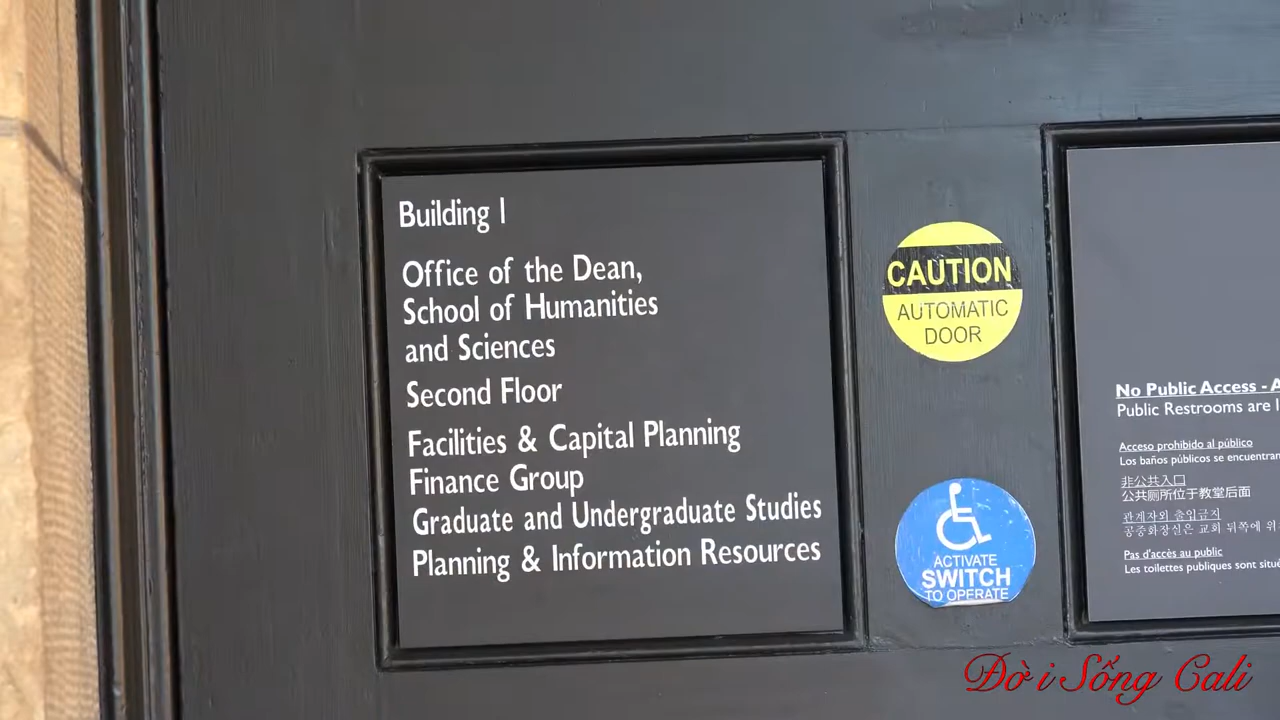 Building 1
Office of the Dean,
School of Humanities
and Sciences
Second Floor
Facilities & Capital Planning
Finance Group
Graduate and Undergraduate Studies
Planning & Information Resources
CAUTION
AUTOMATIC
DOOR
ACTIVATE
SWITCH
TO OPERATE
No Public Access -
Public Restrooms are
Acceso prohibido al público
Los baños públicos se encuentran
非公共入口
公共厕所位于教堂后面
관계자외 출입금지
공중화장실은 교회 뒤쪽에
Pas d'accès au public
Les toilettes publiques sont
Đời Sống Cali